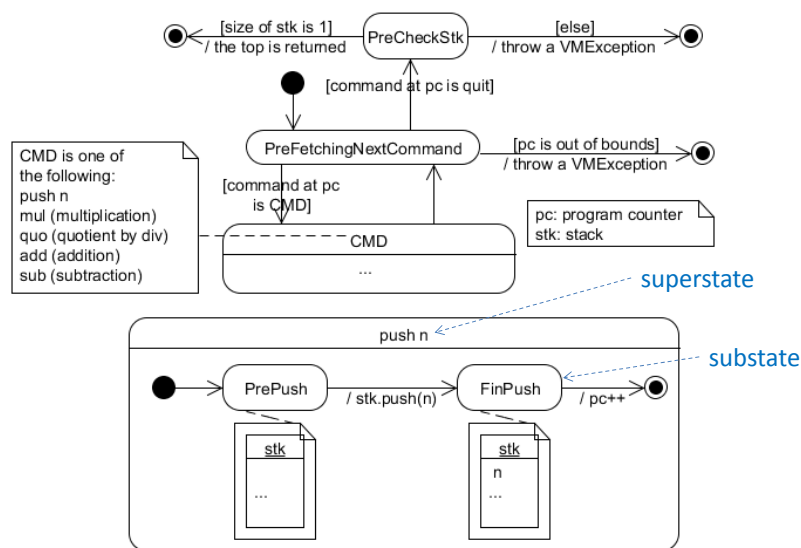 [size of stk is 1]
/ the top is returned
PreCheckStk
[else]
/ throw a VMException
[command at pc is quit]
PreFetchingNextCommand
[pc is out of bounds]
/ throw a VMException
CMD is one of
the following:
push n
mul (multiplication)
quo (quotient by div)
add (addition)
sub (subtraction)
[command at pc
is CMD]
CMD
...
pc: program counter
stk: stack
superstate
push n
substate
PrePush
/ stk.push(n)
FinPush
/ pc++
stk
...
stk
n
...